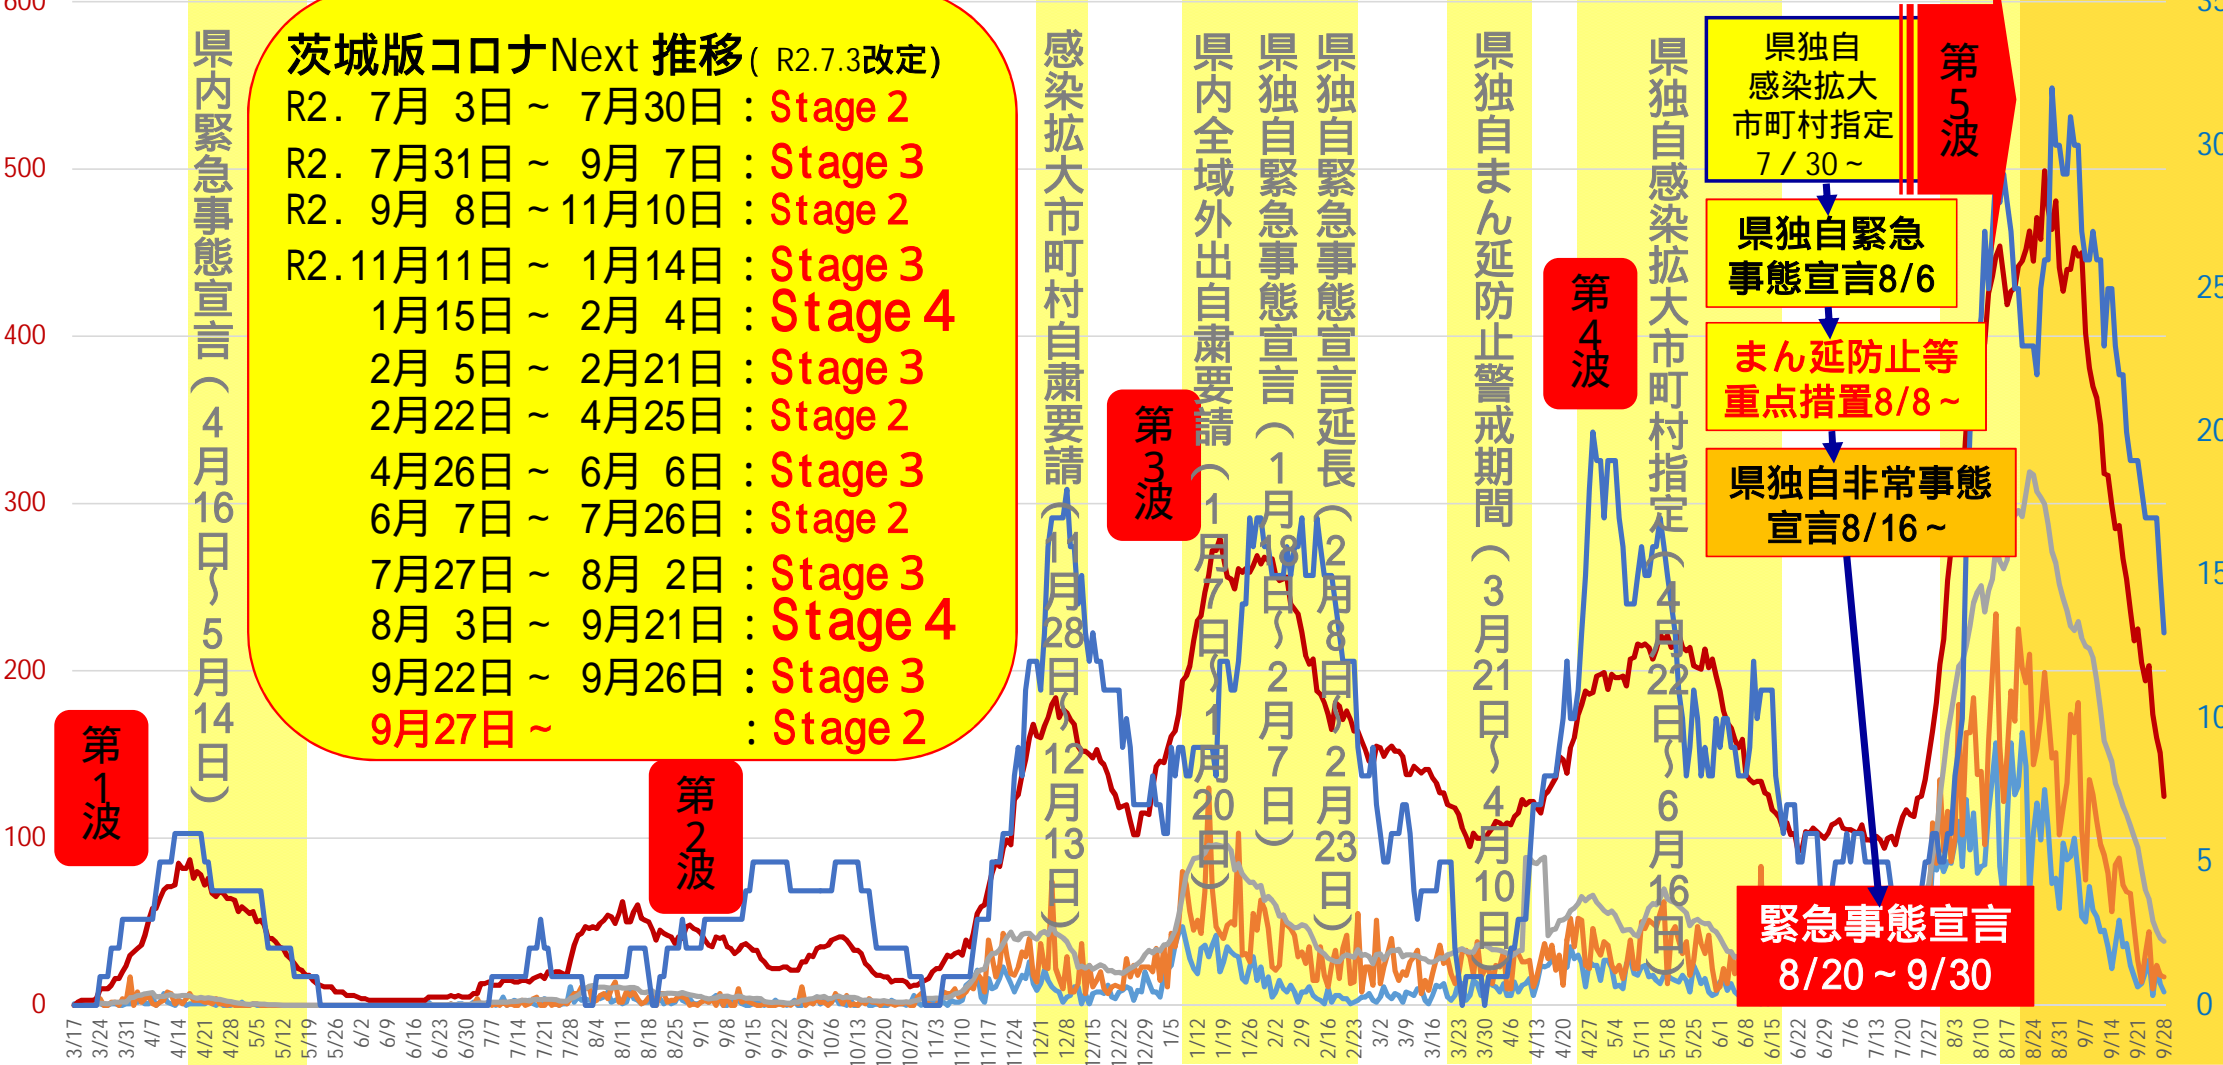 600
500
400
300
200
100
0
35
30
25
20
15
10
5
0
茨城版コロナNext 推移( R2.7.3改定)
R2. 7月 3日~ 7月30日:Stage 2
R2. 7月31日~ 9月 7日:Stage 3
R2. 9月 8日~11月10日:Stage 2
R2.11月11日~ 1月14日:Stage 3
1月15日~ 2月 4日:Stage 4
2月 5日~ 2月21日:Stage 3
2月22日~ 4月25日:Stage 2
4月26日~ 6月 6日:Stage 3
6月 7日~ 7月26日:Stage 2
7月27日~ 8月 2日:Stage 3
8月 3日~ 9月21日:Stage 4
9月22日~ 9月26日:Stage 3
9月27日~ :Stage 2
第1波
県内緊急事態宣言(4月16日~5月14日)
第2波
感染拡大市町村自粛要請(11月28日~12月13日)
第3波
県内全域外出自粛要請(1月7日~1月20日)
県独自緊急事態宣言(1月18日~2月7日)
県独自緊急事態宣言延長(2月8日~2月23日)
県独自まん延防止警戒期間(3月21日~4月10日)
第4波
県独自感染拡大市町村指定(4月22日~6月16日)
県独自
感染拡大
市町村指定
7/30~
第5波
県独自緊急
事態宣言8/6
まん延防止等
重点措置8/8~
県独自非常事態
宣言8/16~
緊急事態宣言
8/20~9/30
3/17
3/24
3/31
4/7
4/14
4/21
4/28
5/5
5/12
5/19
5/26
6/2
6/9
6/16
6/23
6/30
7/7
7/14
7/21
7/28
8/4
8/11
8/18
8/25
9/1
9/8
9/15
9/22
9/29
10/6
10/13
10/20
10/27
11/3
11/10
11/17
11/24
12/1
12/8
12/15
12/22
12/29
1/5
1/12
1/19
1/26
2/2
2/9
2/16
2/23
3/2
3/9
3/16
3/23
3/30
4/6
4/13
4/20
4/27
5/4
5/11
5/18
5/25
6/1
6/8
6/15
6/22
6/29
7/6
7/13
7/20
7/27
8/3
8/10
8/17
8/24
8/31
9/7
9/14
9/21
9/28